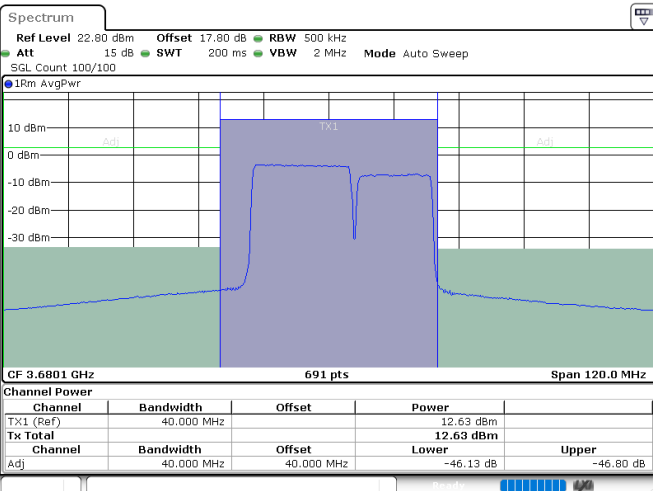 Spectrum
Ref Level 22.80 dBm Offset 17.80 dB RBW 500 kHz
Att 15 dB SWT 200 ms VBW 2 MHz Mode Auto Sweep
SGL Count 100/100
1Rm AvgPwr
TX1
10 dBm
Adj Adj
0 dBm
-10 dBm
-20 dBm
-30 dBm
CF 3.6801 GHz 691 pts Span 120.0 MHz
Channel Power
Channel Bandwidth Offset Power
TX1 (Ref) 40.000 MHz 12.63 dBm
Tx Total 12.63 dBm
Channel Bandwidth Offset Lower Upper
Adj 40.000 MHz 40.000 MHz -46.13 dB -46.80 dB
Ready